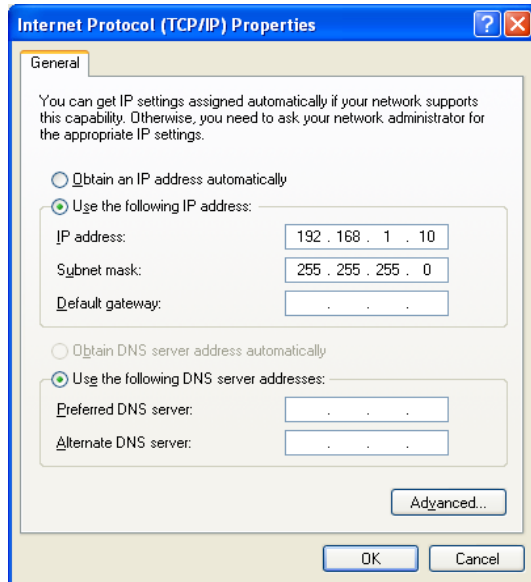 Internet Protocol (TCP/IP) Properties
General
You can get IP settings assigned automatically if your network supports
this capability. Otherwise, you need to ask your network administrator for
the appropriate IP settings.
Obtain an IP address automatically
Use the following IP address:
IP address: 192 . 168 . 1 . 10
Subnet mask: 255 . 255 . 255 . 0
Default gateway: . . .
Obtain DNS server address automatically
Use the following DNS server addresses:
Preferred DNS server: . . .
Alternate DNS server: . . .
Advanced...
OK Cancel